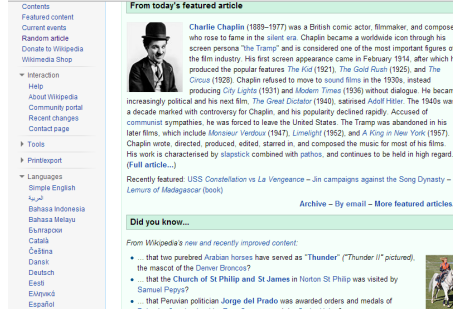 Contents
Featured content
Current events
Random article
Donate to Wikipedia
Wikimedia Shop
Interaction
Help
About Wikipedia
Community portal
Recent changes
Contact page
Tools
Print/export
Languages
Simple English
العربية
Bahasa Indonesia
Bahasa Melayu
Български
Català
Čeština
Dansk
Deutsch
Eesti
Ελληνικά
Español
From today's featured article
Charlie Chaplin (1889–1977) was a British comic actor, filmmaker, and compose
who rose to fame in the silent era. Chaplin became a worldwide icon through his
screen persona "the Tramp" and is considered one of the most important figures o
the film industry. His first screen appearance came in February 1914, after which h
produced the popular features The Kid (1921), The Gold Rush (1925), and The
Circus (1928). Chaplin refused to move to sound films in the 1930s, instead
producing City Lights (1931) and Modern Times (1936) without dialogue. He becam
increasingly political and his next film, The Great Dictator (1940), satirised Adolf Hitler. The 1940s was
a decade marked with controversy for Chaplin, and his popularity declined rapidly. Accused of
communist sympathies, he was forced to leave the United States. The Tramp was abandoned in his
later films, which include Monsieur Verdoux (1947), Limelight (1952), and A King in New York (1957).
Chaplin wrote, directed, produced, edited, starred in, and composed the music for most of his films.
His work is characterised by slapstick combined with pathos, and continues to be held in high regard.
(Full article...)
Recently featured: USS Constellation vs La Vengeance – Jin campaigns against the Song Dynasty –
Lemurs of Madagascar (book)
Archive – By email – More featured articles
Did you know...
From Wikipedia's new and recently improved content:
... that two purebred Arabian horses have served as "Thunder" ("Thunder II" pictured),
the mascot of the Denver Broncos?
... that the Church of St Philip and St James in Norton St Philip was visited by
Samuel Pepys?
... that Peruvian politician Jorge del Prado was awarded orders and medals of